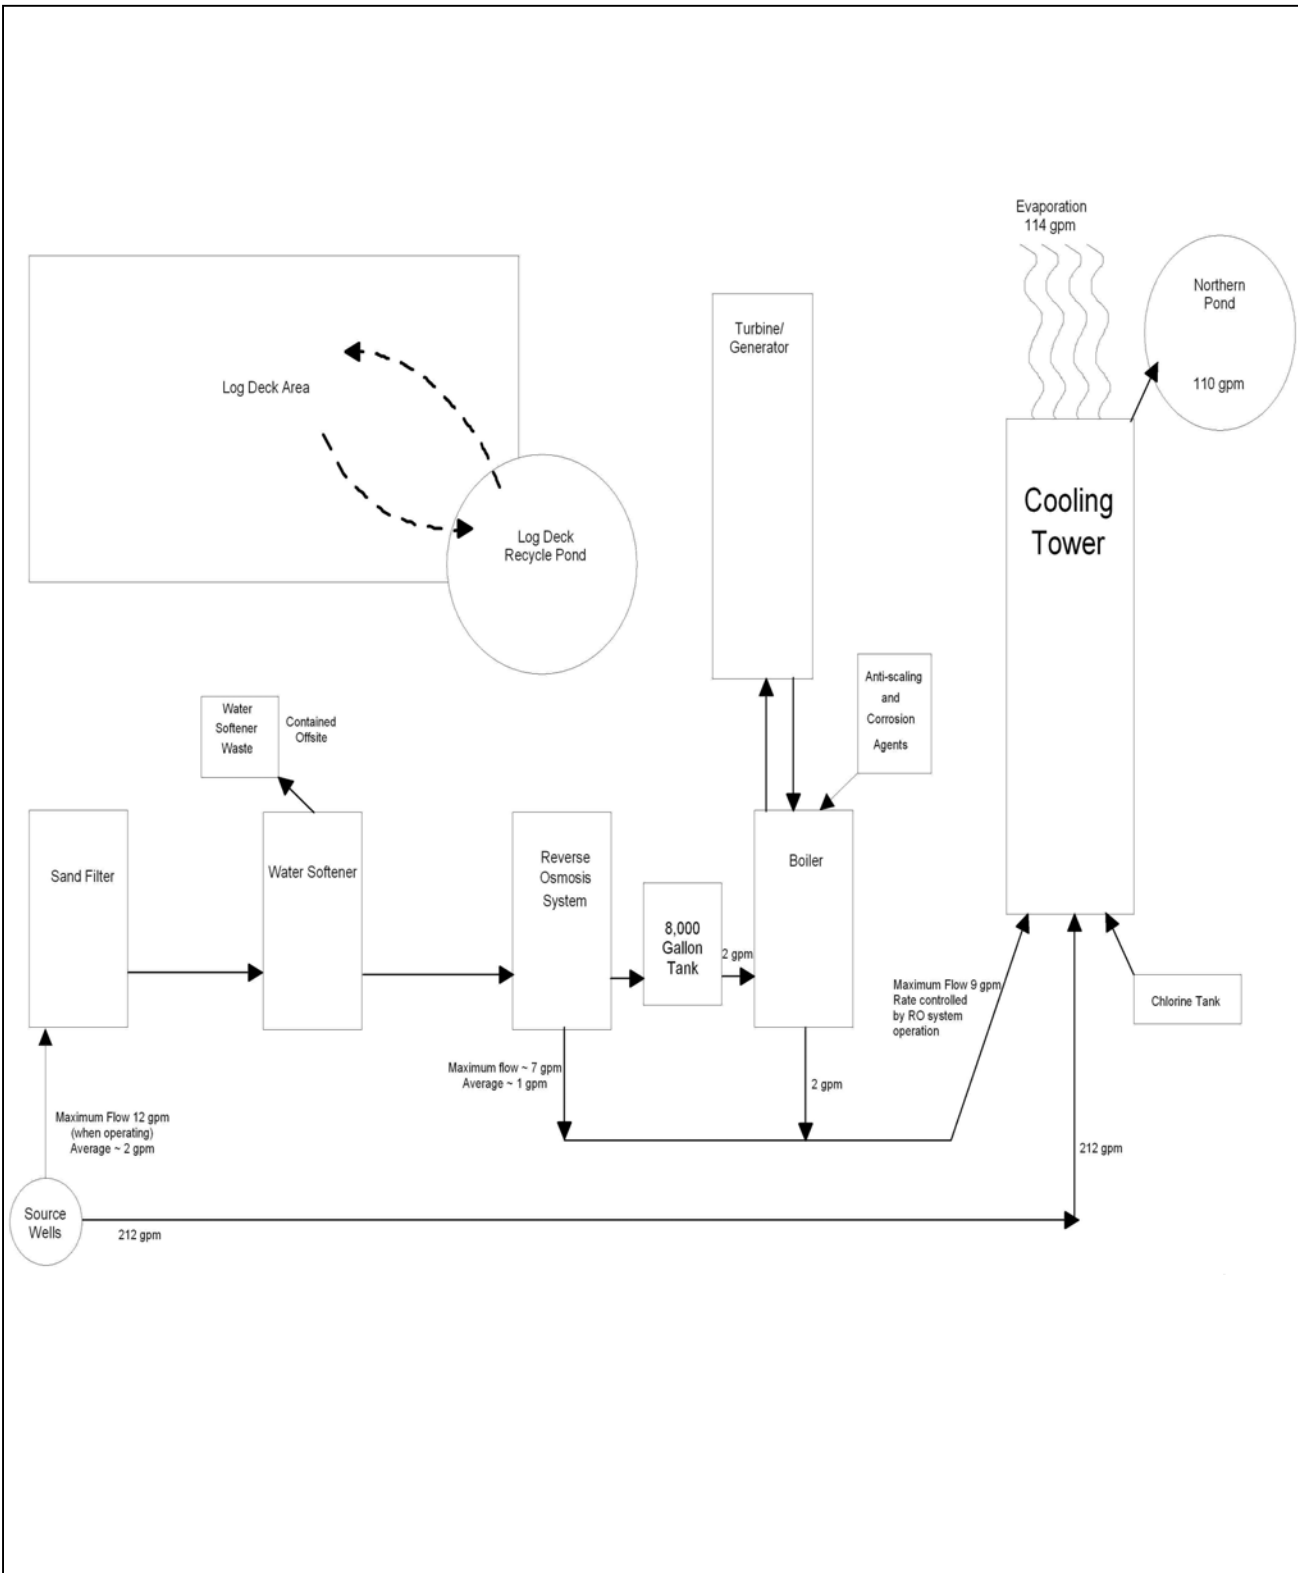 Evaporation
114 gpm
Northern
Pond
110 gpm
Turbine/
Generator
Log Deck Area
Cooling
Tower
Log Deck
Recycle Pond
Anti-scaling
and
Corrosion
Agents
Water
Softener
Waste
Contained
Offsite
Sand Filter
Water Softener
Reverse
Osmosis
System
8,000
Gallon
Tank
2 gpm
Boiler
Maximum Flow 9 gpm
Rate controlled
by RO system
operation
Chlorine Tank
Maximum flow ~ 7 gpm
Average ~ 1 gpm
2 gpm
Maximum Flow 12 gpm
(when operating)
Average ~ 2 gpm
212 gpm
Source
Wells
212 gpm